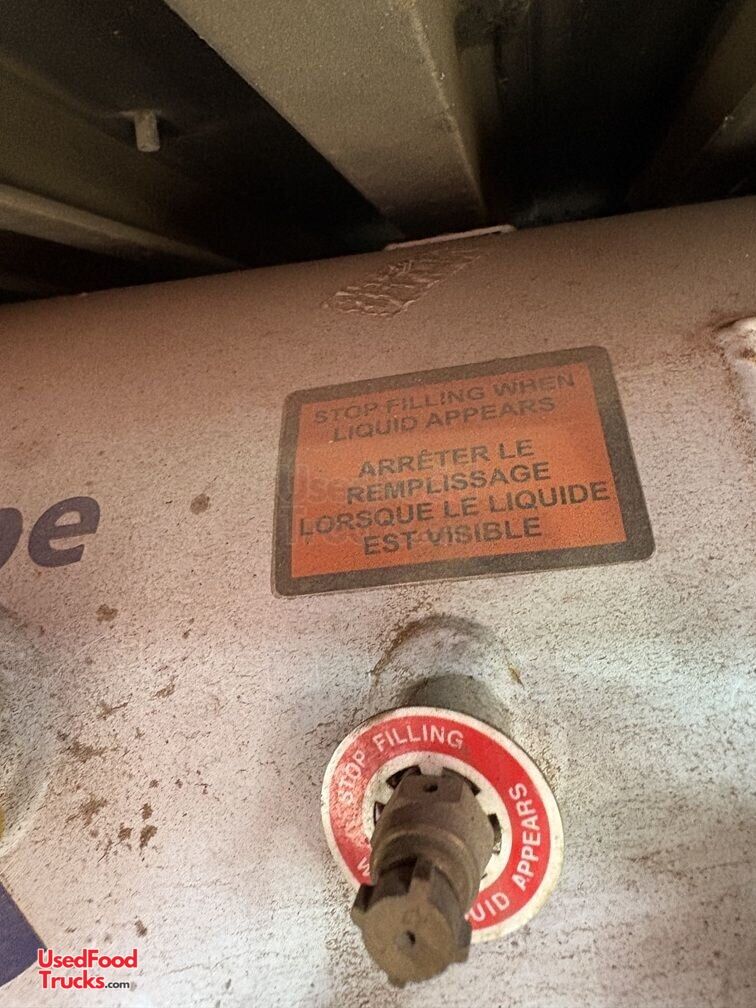 STOP FILLING WHEN
LIQUID APPEARS
ARRÊTER LE
REMPLISSAGE
LORSQUE LE LIQUIDE
EST VISIBLE
STOP FILLING
APPEARS
UsedFood
Trucks.com